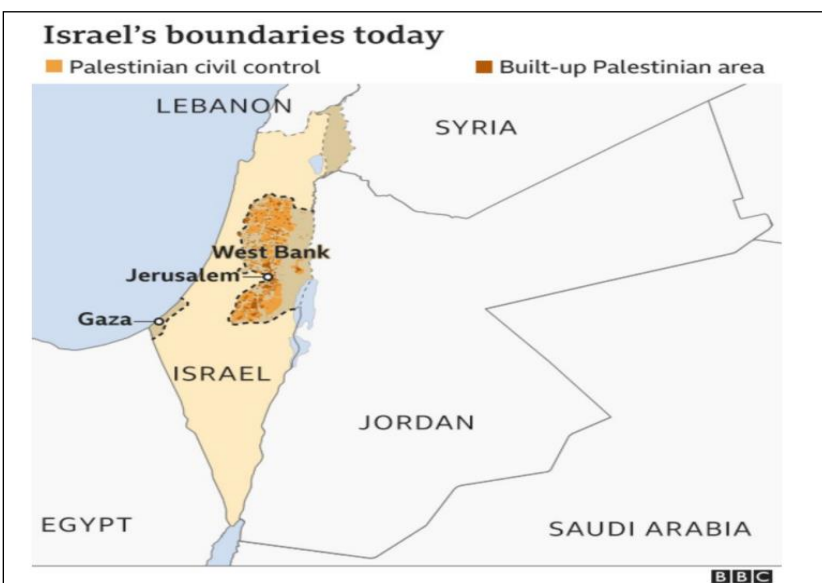 Israel's boundaries today
Palestinian civil control
Built-up Palestinian area
LEBANON
SYRIA
West Bank
Jerusalem
Gaza
ISRAEL
JORDAN
EGYPT
SAUDI ARABIA
BBC